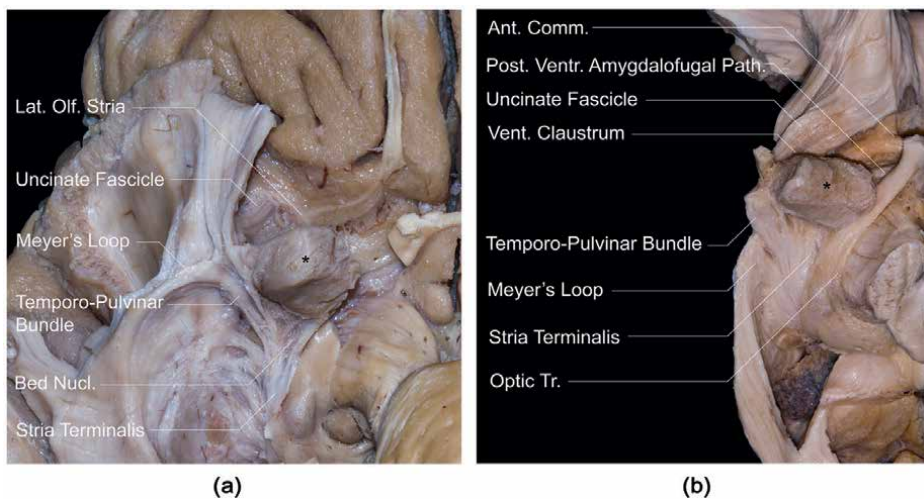 Lat. Olf. Stria
Uncinate Fascicle
Meyer's Loop
Temporo-Pulvinar
Bundle
Bed Nucl.
Stria Terminalis
*
(a)
Ant. Comm.
Post. Ventr. Amygdalofugal Path.
Uncinate Fascicle
Vent. Claustrum
*
Temporo-Pulvinar Bundle
Meyer's Loop
Stria Terminalis
Optic Tr.
(b)